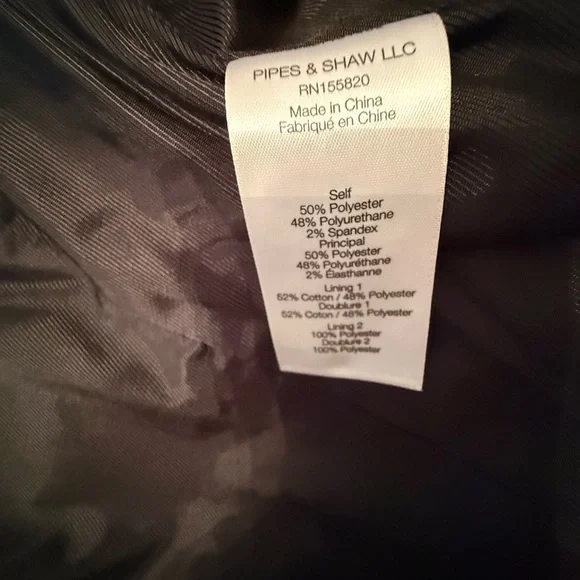 PIPES & SHAW LLC
RN155820
Made in China
Fabriqué en Chine
Self
50% Polyester
48% Polyurethane
2% Spandex
Principal
50% Polyester
48% Polyuréthane
2% Élasthanne
Lining 1
52% Cotton / 48% Polyester
Doublure 1
52% Coton / 48% Polyester
Lining 2
100% Polyester
Doublure 2
100% Polyester